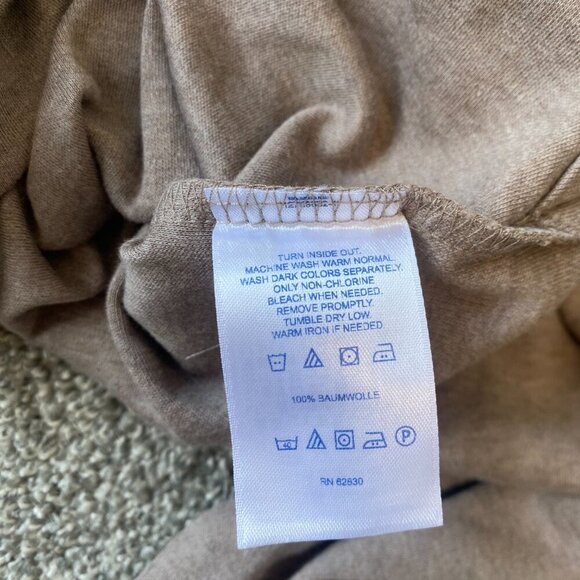 TURN INSIDE OUT.
MACHINE WASH WARM NORMAL.
WASH DARK COLORS SEPARATELY.
ONLY NON-CHLORINE
BLEACH WHEN NEEDED.
REMOVE PROMPTLY.
TUMBLE DRY LOW.
WARM IRON IF NEEDED.
100% BAUMWOLLE
40 P
RN 62830